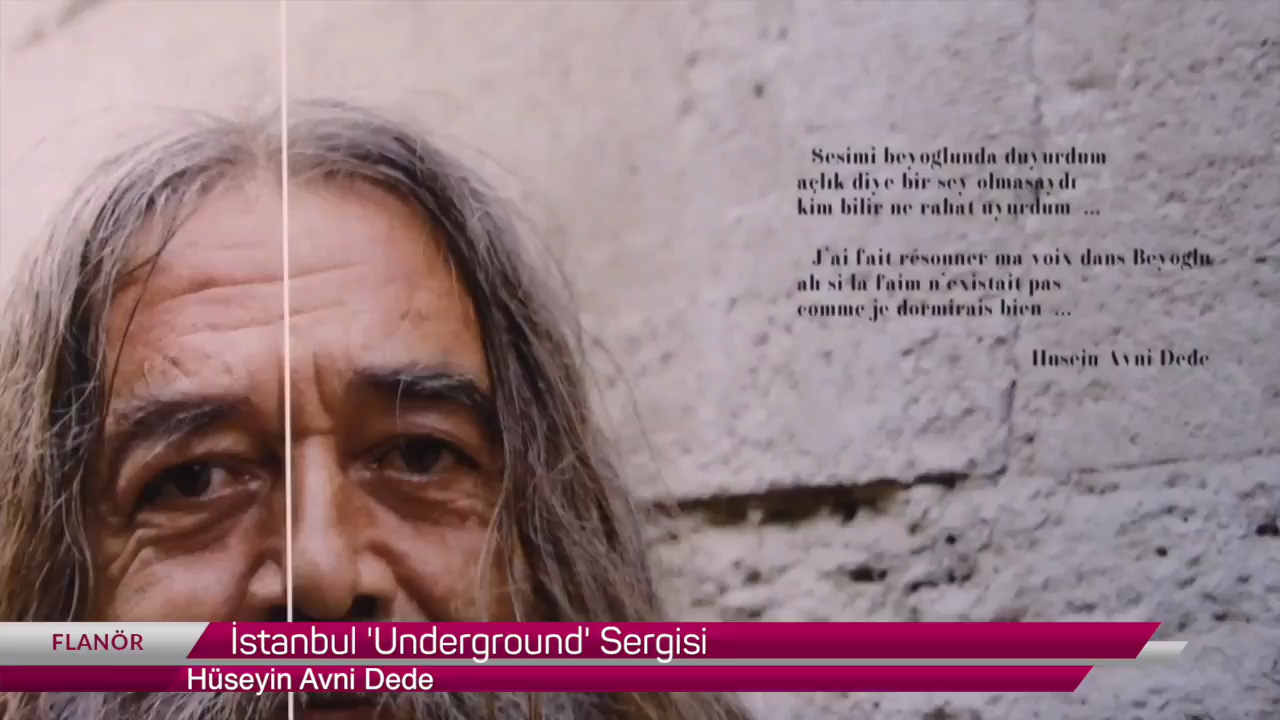 Sesimi beyoglunda duyurdum
açlık diye bir sey olmasaydı
kim bilir ne rahat uyurdum ...
J'ai fait résonner ma voix dans Beyoglu
ah si la faim n'existait pas
comme je dormirais bien ...
Husein Avni Dede
FLANÖR
İstanbul 'Underground' Sergisi
Hüseyin Avni Dede